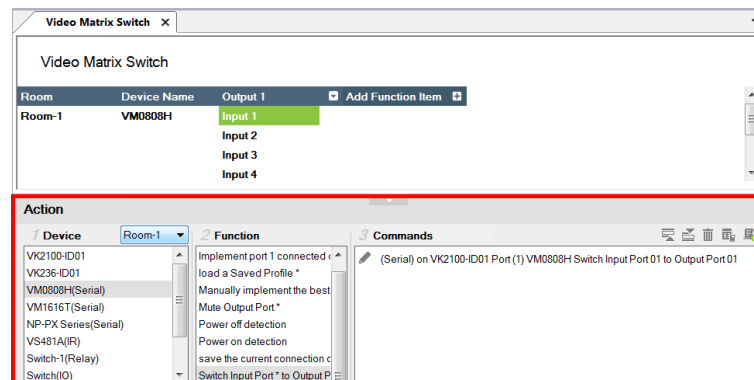 Video Matrix Switch X
Video Matrix Switch
Room Device Name Output 1 Add Function Item
Room-1 VM0808H Input 1
Input 2
Input 3
Input 4
Action
1 Device Room-1 2 Function 3 Commands
VK2100-ID01
VK236-ID01
VM0808H(Serial)
VM1616T(Serial)
NP-PX Series(Serial)
VS481A(IR)
Switch-1(Relay)
Switch(IO)
Implement port 1 connected
load a Saved Profile *
Manually implement the best
Mute Output Port *
Power off detection
Power on detection
save the current connection
Switch Input Port * to Output P
(Serial) on VK2100-ID01 Port (1) VM0808H Switch Input Port 01 to Output Port 01